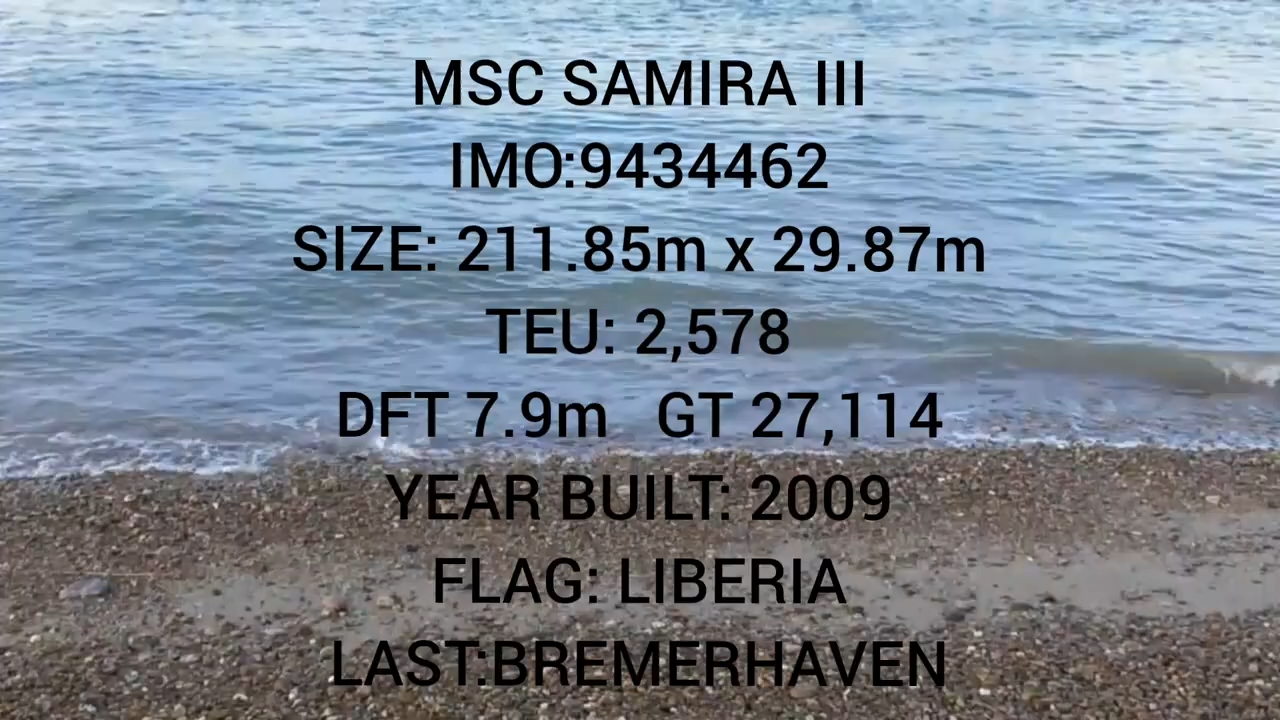 MSC SAMIRA III
IMO:9434462
SIZE: 211.85m x 29.87m
TEU: 2,578
DFT 7.9m   GT 27,114
YEAR BUILT: 2009
FLAG: LIBERIA
LAST:BREMERHAVEN